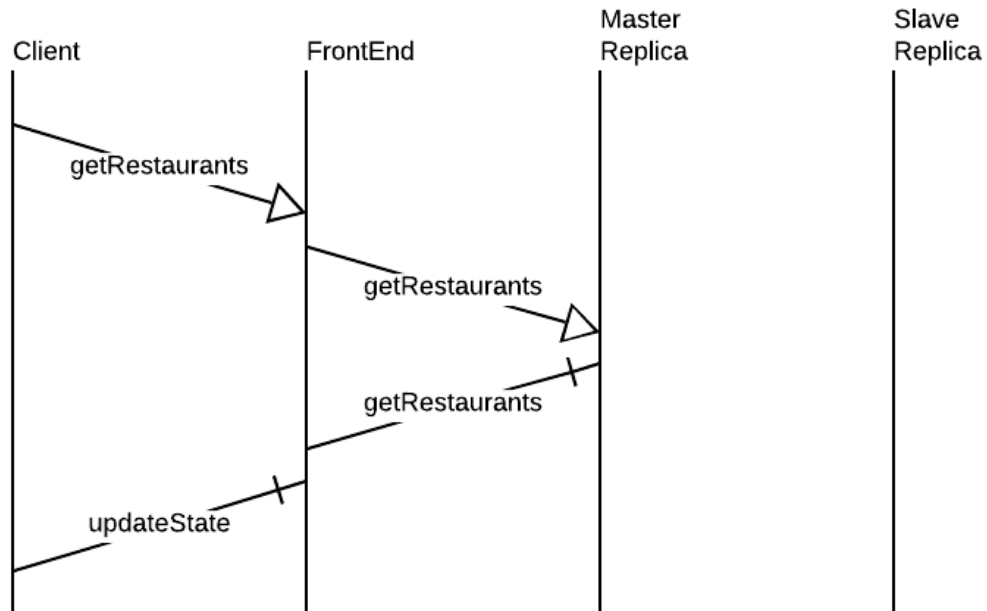 Client
FrontEnd
Master
Replica
Slave
Replica
getRestaurants
getRestaurants
getRestaurants
updateState